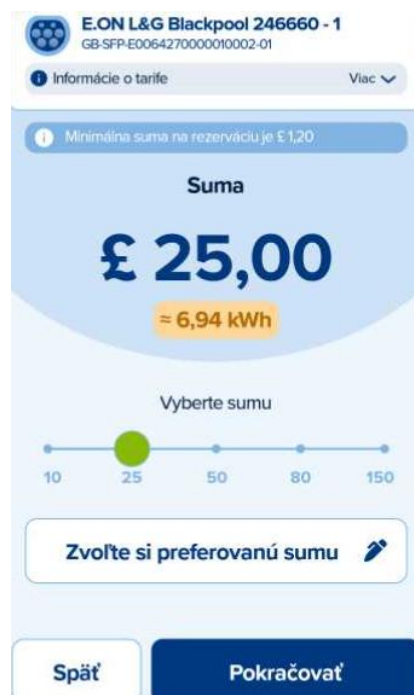 E.ON L&G Blackpool 246660 - 1
GB-SFP-E0064270000010002-01
Informácie o tarife Viac
Minimálna suma na rezerváciu je £ 1,20
Suma
£ 25,00
≈ 6,94 kWh
Vyberte sumu
10 25 50 80 150
Zvoľte si preferovanú sumu
Späť Pokračovať